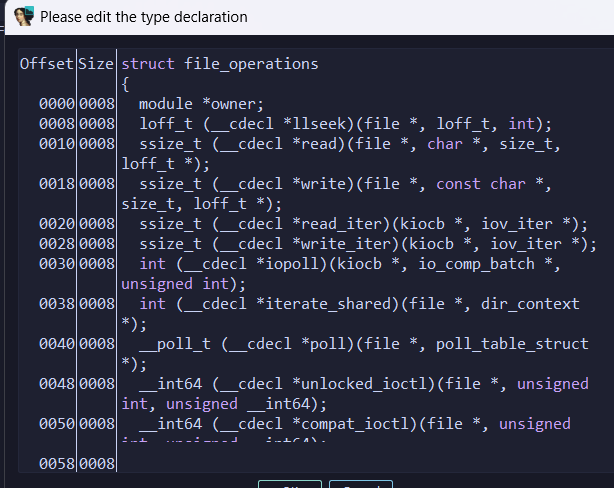 Please edit the type declaration
Offset Size struct file_operations
{
0000 0008 module *owner;
0008 0008 loff_t (__cdecl *llseek)(file *, loff_t, int);
0010 0008 ssize_t (__cdecl *read)(file *, char *, size_t,
loff_t *);
0018 0008 ssize_t (__cdecl *write)(file *, const char *,
size_t, loff_t *);
0020 0008 ssize_t (__cdecl *read_iter)(kiocb *, iov_iter *);
0028 0008 ssize_t (__cdecl *write_iter)(kiocb *, iov_iter *);
0030 0008 int (__cdecl *iopoll)(kiocb *, io_comp_batch *,
unsigned int);
0038 0008 int (__cdecl *iterate_shared)(file *, dir_context
*);
0040 0008 __poll_t (__cdecl *poll)(file *, poll_table_struct
*);
0048 0008 __int64 (__cdecl *unlocked_ioctl)(file *, unsigned
int, unsigned __int64);
0050 0008 __int64 (__cdecl *compat_ioctl)(file *, unsigned
int, unsigned __int64);
0058 0008